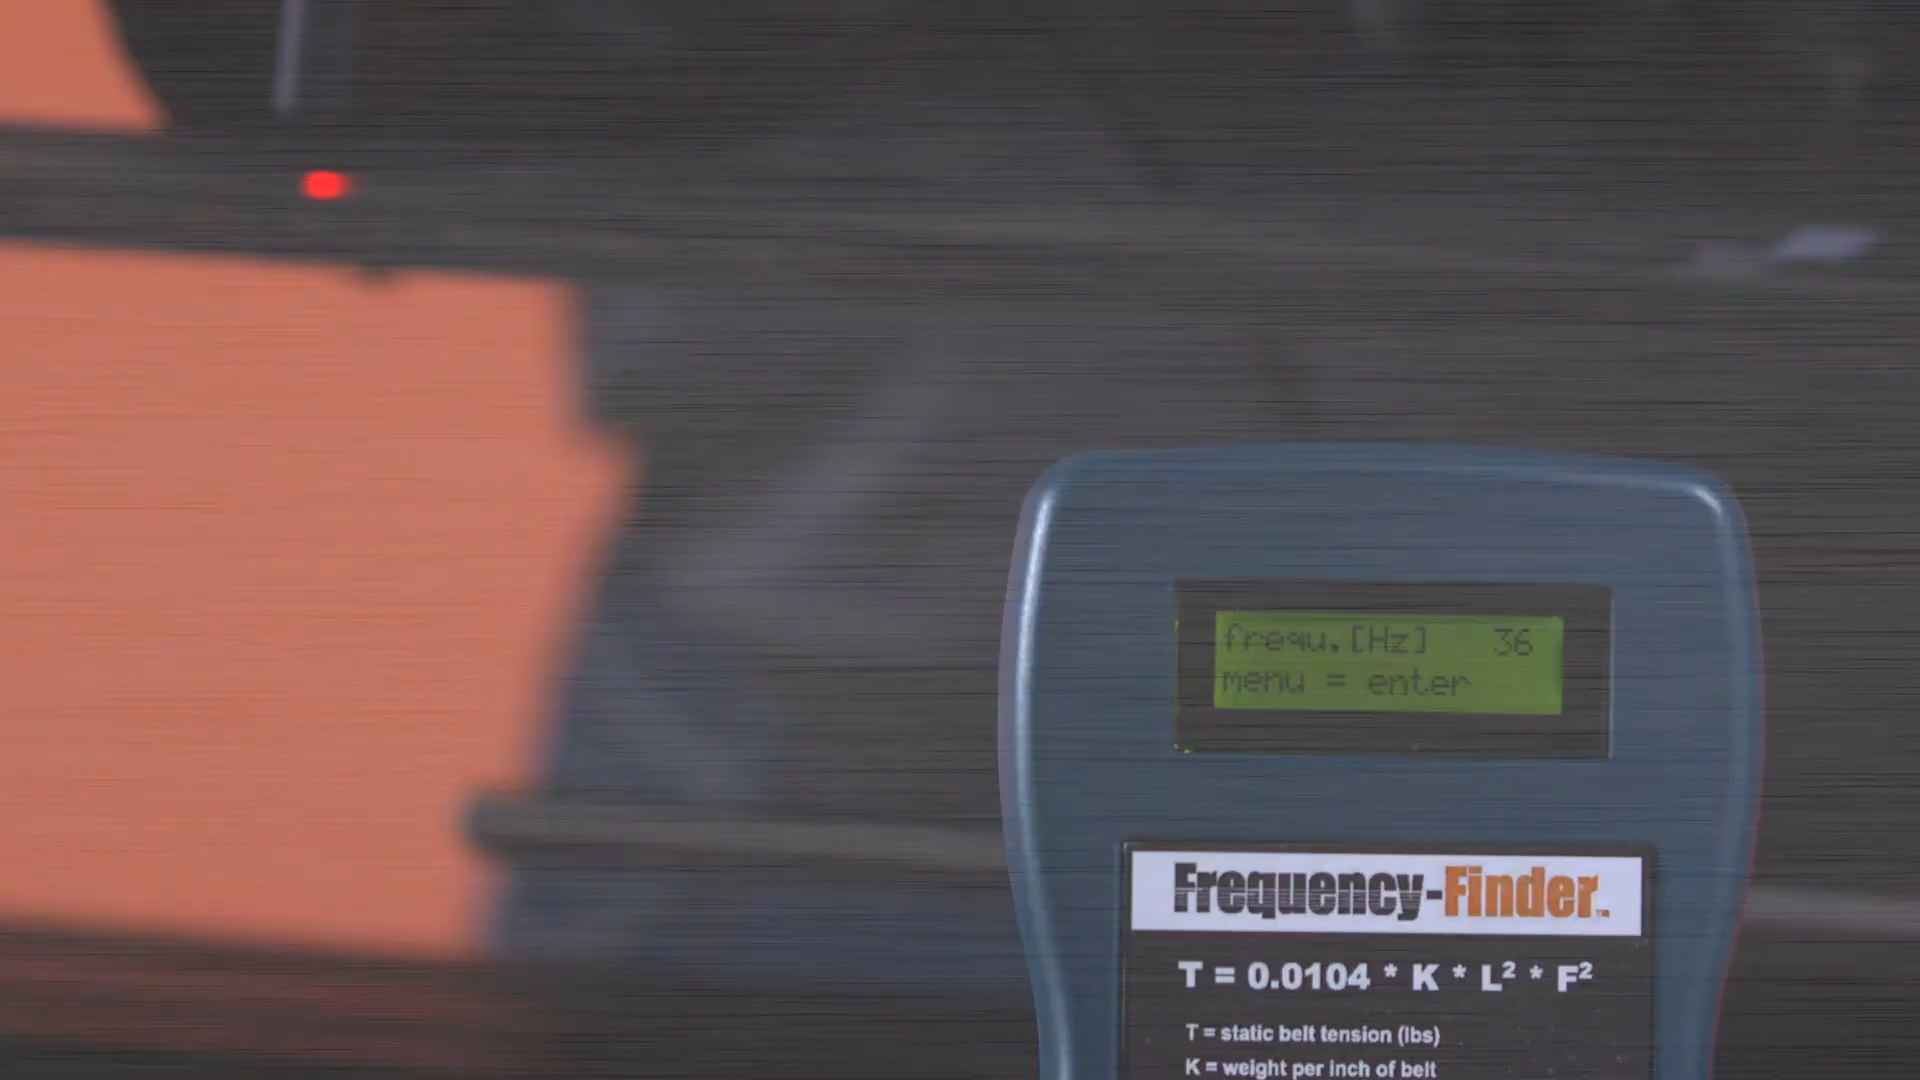 frequ.[Hz] 36
menu = enter
Frequency-Finder™
T = 0.0104 * K * L² * F²
T = static belt tension (lbs)
K = weight per inch of belt